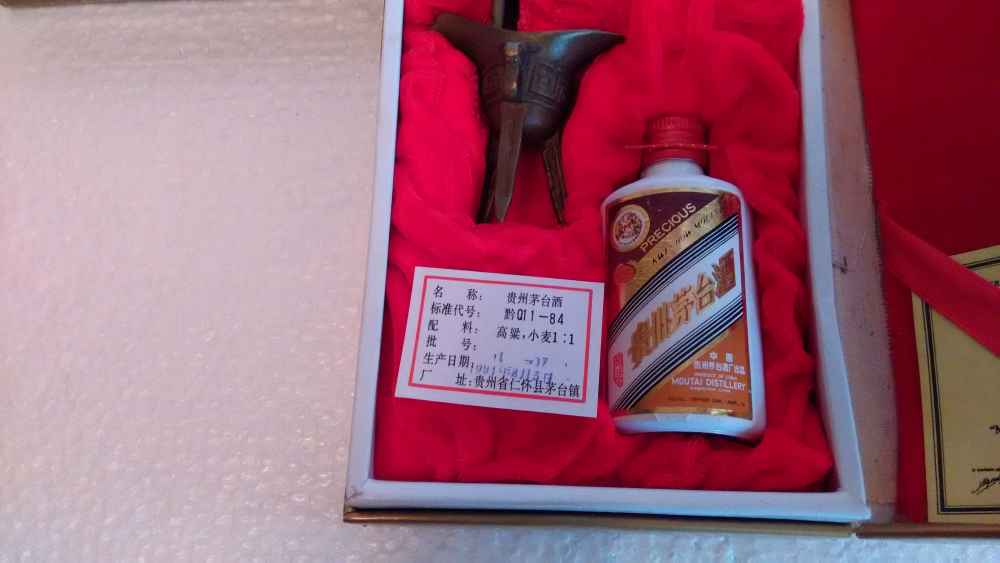 名 称: 贵州茅台酒
标准代号: 黔Q11-84
配 料: 高粱,小麦1:1
批 号:
生产日期:
厂 址:贵州省仁怀县茅台镇
PRECIOUS
贵州茅台酒
中国
贵州茅台酒厂出品
PRODUCT OF CHINA
MOUTAI DISTILLERY